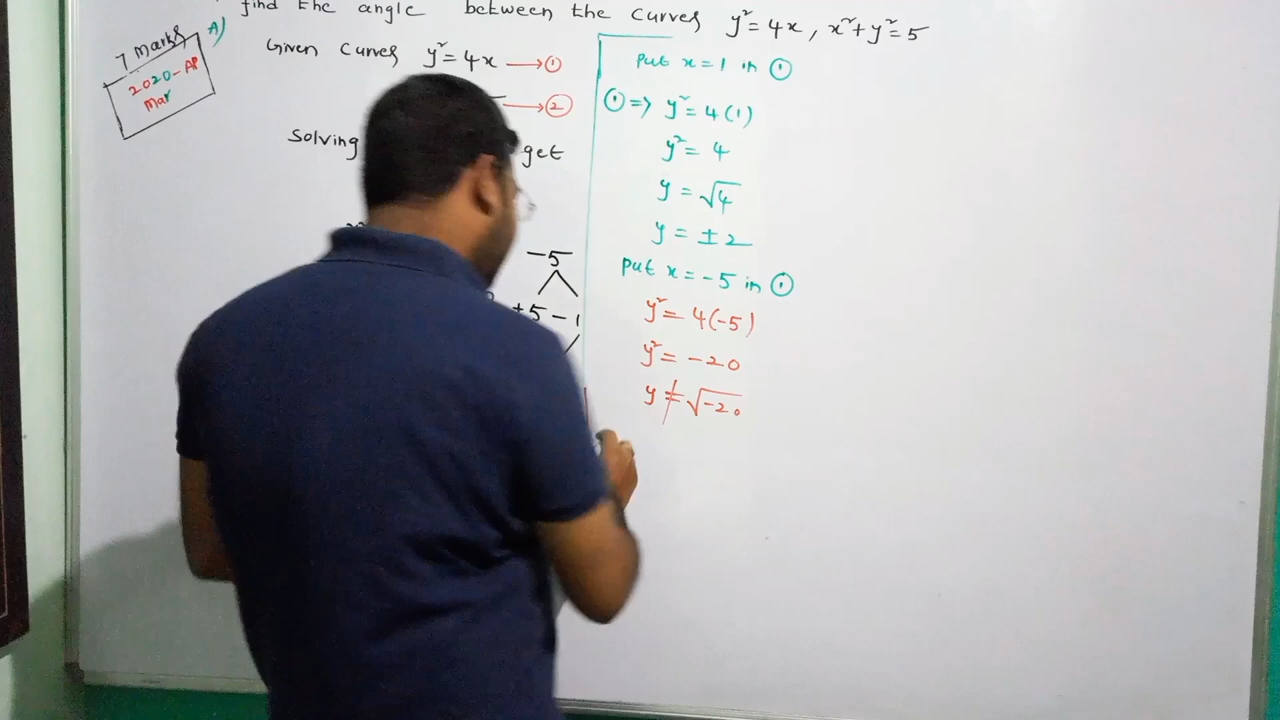 find the angle between the curves y² = 4x, x² + y² = 5
7 marks
2020-AP
Mar
A)
Given curves y² = 4x → ①
→ ②
Solving get
-5
+5 -1
put x = 1 in ①
① ⇒ y² = 4(1)
y² = 4
y = √4
y = ± 2
put x = -5 in ①
y² = 4(-5)
y² = -20
y ≠ √-20